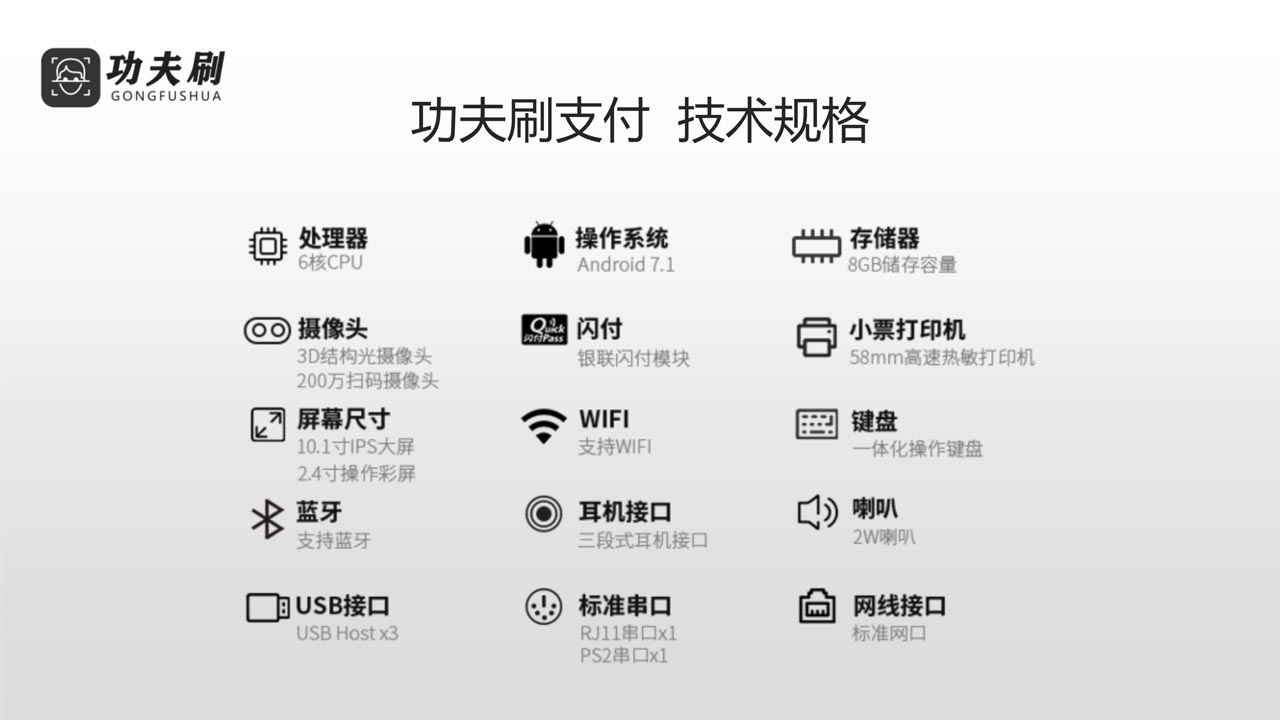 功夫刷
GONGFUSHUA
功夫刷支付 技术规格
处理器
6核CPU
操作系统
Android 7.1
存储器
8GB储存容量
摄像头
3D结构光摄像头
200万扫码摄像头
Quick
闪付Pass
闪付
银联闪付模块
小票打印机
58mm高速热敏打印机
屏幕尺寸
10.1寸IPS大屏
2.4寸操作彩屏
WIFI
支持WIFI
键盘
一体化操作键盘
蓝牙
支持蓝牙
耳机接口
三段式耳机接口
喇叭
2W喇叭
USB接口
USB Host x3
标准串口
RJ11串口x1
PS2串口x1
网线接口
标准网口